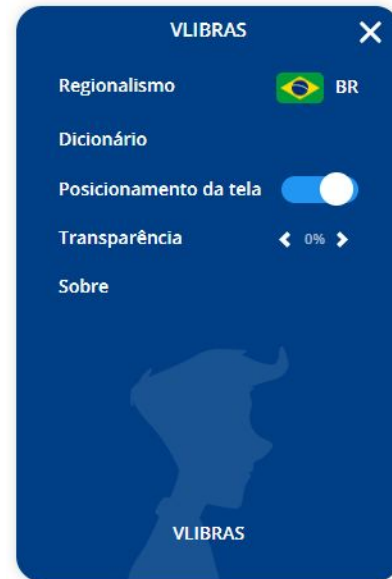 VLIBRAS
Regionalismo BR
Dicionário
Posicionamento da tela
Transparência 0%
Sobre
VLIBRAS